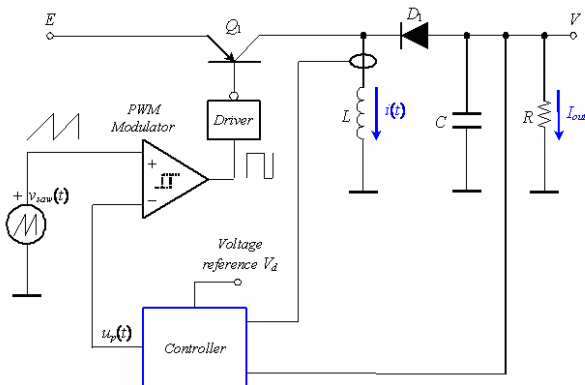 E
Q1
D1
V
PWM
Modulator
Driver
L
i(t)
C
R
Iout
+
−
+
vsaw(t)
Voltage
reference Vd
up(t)
Controller